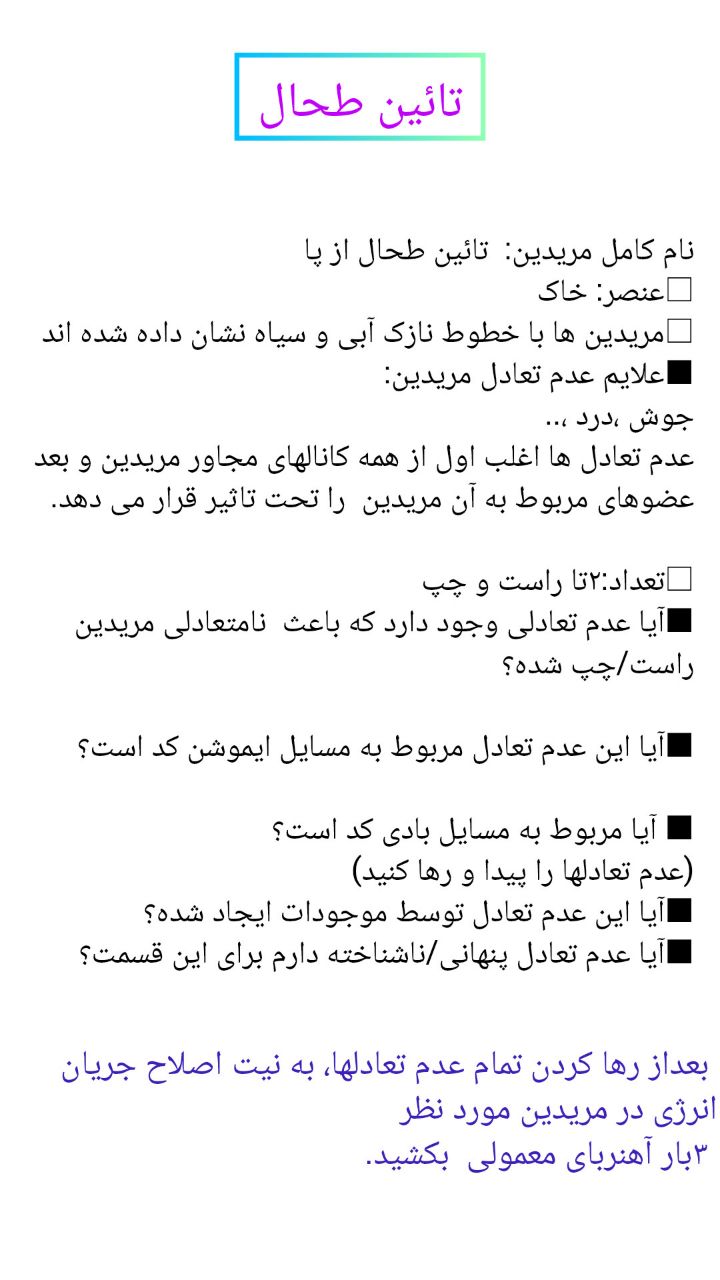 تائین طحال
نام کامل مریدین:  تائین طحال از پا
□عنصر: خاک
□مریدین ها با خطوط نازک آبی و سیاه نشان داده شده اند
■علایم عدم تعادل مریدین:
جوش ،درد ،..
عدم تعادل ها اغلب اول از همه کانالهای مجاور مریدین و بعد
عضوهای مربوط به آن مریدین  را تحت تاثیر قرار می دهد.
□تعداد:۲تا راست و چپ
■آیا عدم تعادلی وجود دارد که باعث  نامتعادلی مریدین
راست/چپ شده؟
■آیا این عدم تعادل مربوط به مسایل ایموشن کد است؟
■ آیا مربوط به مسایل بادی کد است؟
(عدم تعادلها را پیدا و رها کنید)
■آیا این عدم تعادل توسط موجودات ایجاد شده؟
■آیا عدم تعادل پنهانی/ناشناخته دارم برای این قسمت؟
بعداز رها کردن تمام عدم تعادلها، به نیت اصلاح جریان
انرژی در مریدین مورد نظر
۳بار آهنربای معمولی  بکشید.